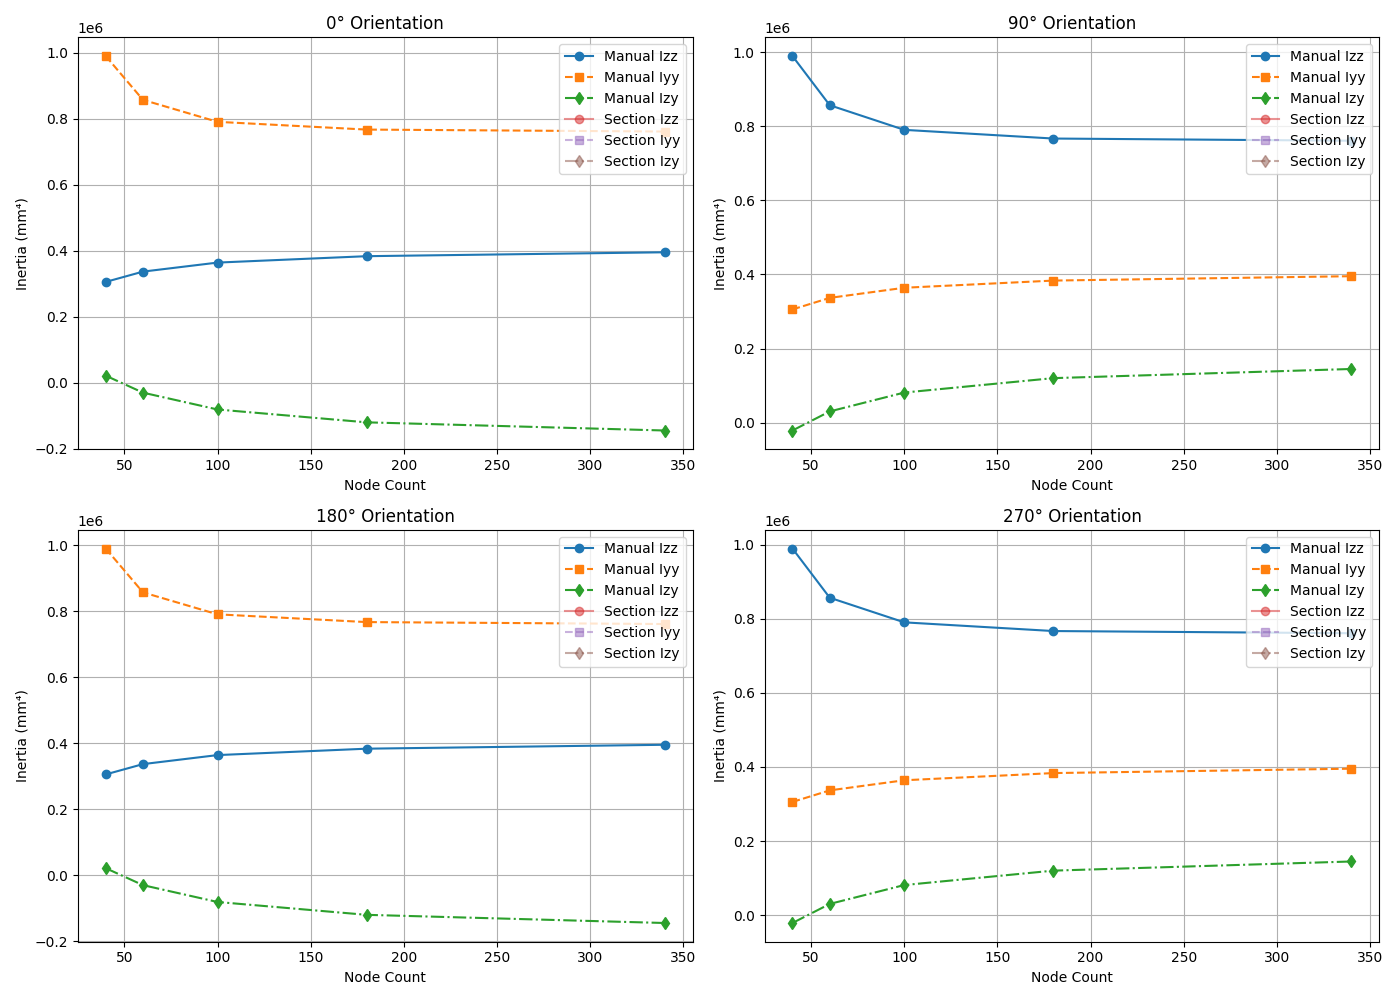 0° Orientation
1e6
Inertia (mm⁴)
1.0
0.8
0.6
0.4
0.2
0.0
−0.2
50 100 150 200 250 300 350
Node Count
Manual Izz
Manual Iyy
Manual Izy
Section Izz
Section Iyy
Section Izy
90° Orientation
1e6
Inertia (mm⁴)
1.0
0.8
0.6
0.4
0.2
0.0
50 100 150 200 250 300 350
Node Count
Manual Izz
Manual Iyy
Manual Izy
Section Izz
Section Iyy
Section Izy
180° Orientation
1e6
Inertia (mm⁴)
1.0
0.8
0.6
0.4
0.2
0.0
−0.2
50 100 150 200 250 300 350
Node Count
Manual Izz
Manual Iyy
Manual Izy
Section Izz
Section Iyy
Section Izy
270° Orientation
1e6
Inertia (mm⁴)
1.0
0.8
0.6
0.4
0.2
0.0
50 100 150 200 250 300 350
Node Count
Manual Izz
Manual Iyy
Manual Izy
Section Izz
Section Iyy
Section Izy